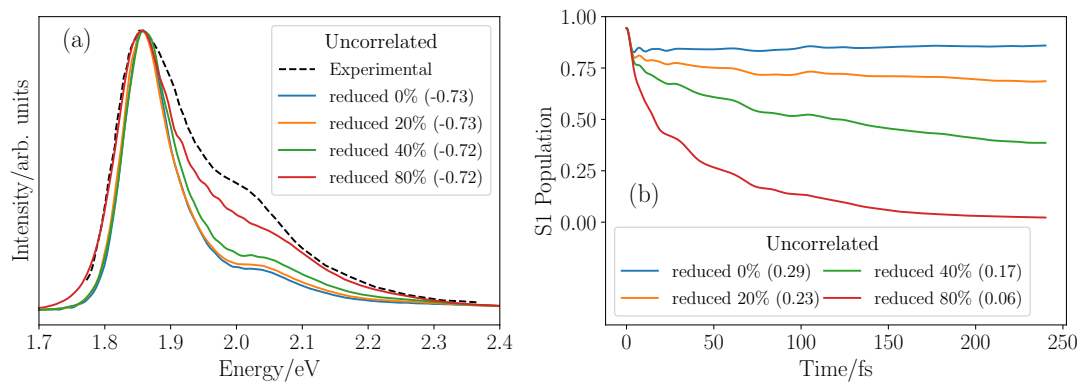 (a)
Uncorrelated
Experimental
reduced 0% (-0.73)
reduced 20% (-0.73)
reduced 40% (-0.72)
reduced 80% (-0.72)
Intensity/arb. units
1.7 1.8 1.9 2.0 2.1 2.2 2.3 2.4
Energy/eV
1.00
0.75
0.50
0.25
0.00
S1 Population
(b)
Uncorrelated
reduced 0% (0.29) reduced 40% (0.17)
reduced 20% (0.23) reduced 80% (0.06)
0 50 100 150 200 250
Time/fs